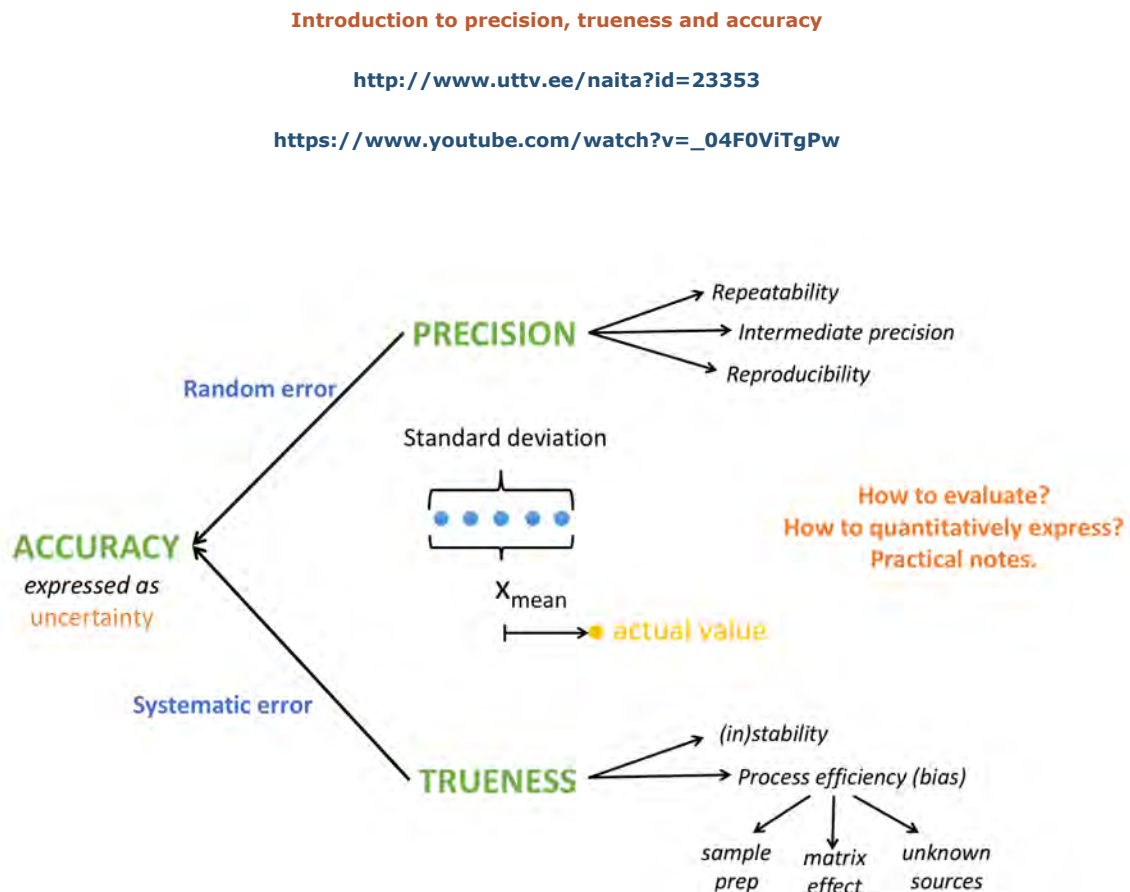 Introduction to precision, trueness and accuracy
http://www.uttv.ee/naita?id=23353
https://www.youtube.com/watch?v=_04F0ViTgPw
Repeatability
PRECISION
Intermediate precision
Reproducibility
Random error
Standard deviation
How to evaluate?
How to quantitatively express?
Practical notes.
ACCURACY
expressed as
uncertainty
Xmean
actual value
Systematic error
(in)stability
TRUENESS
Process efficiency (bias)
sample
prep
matrix
effect
unknown
sources